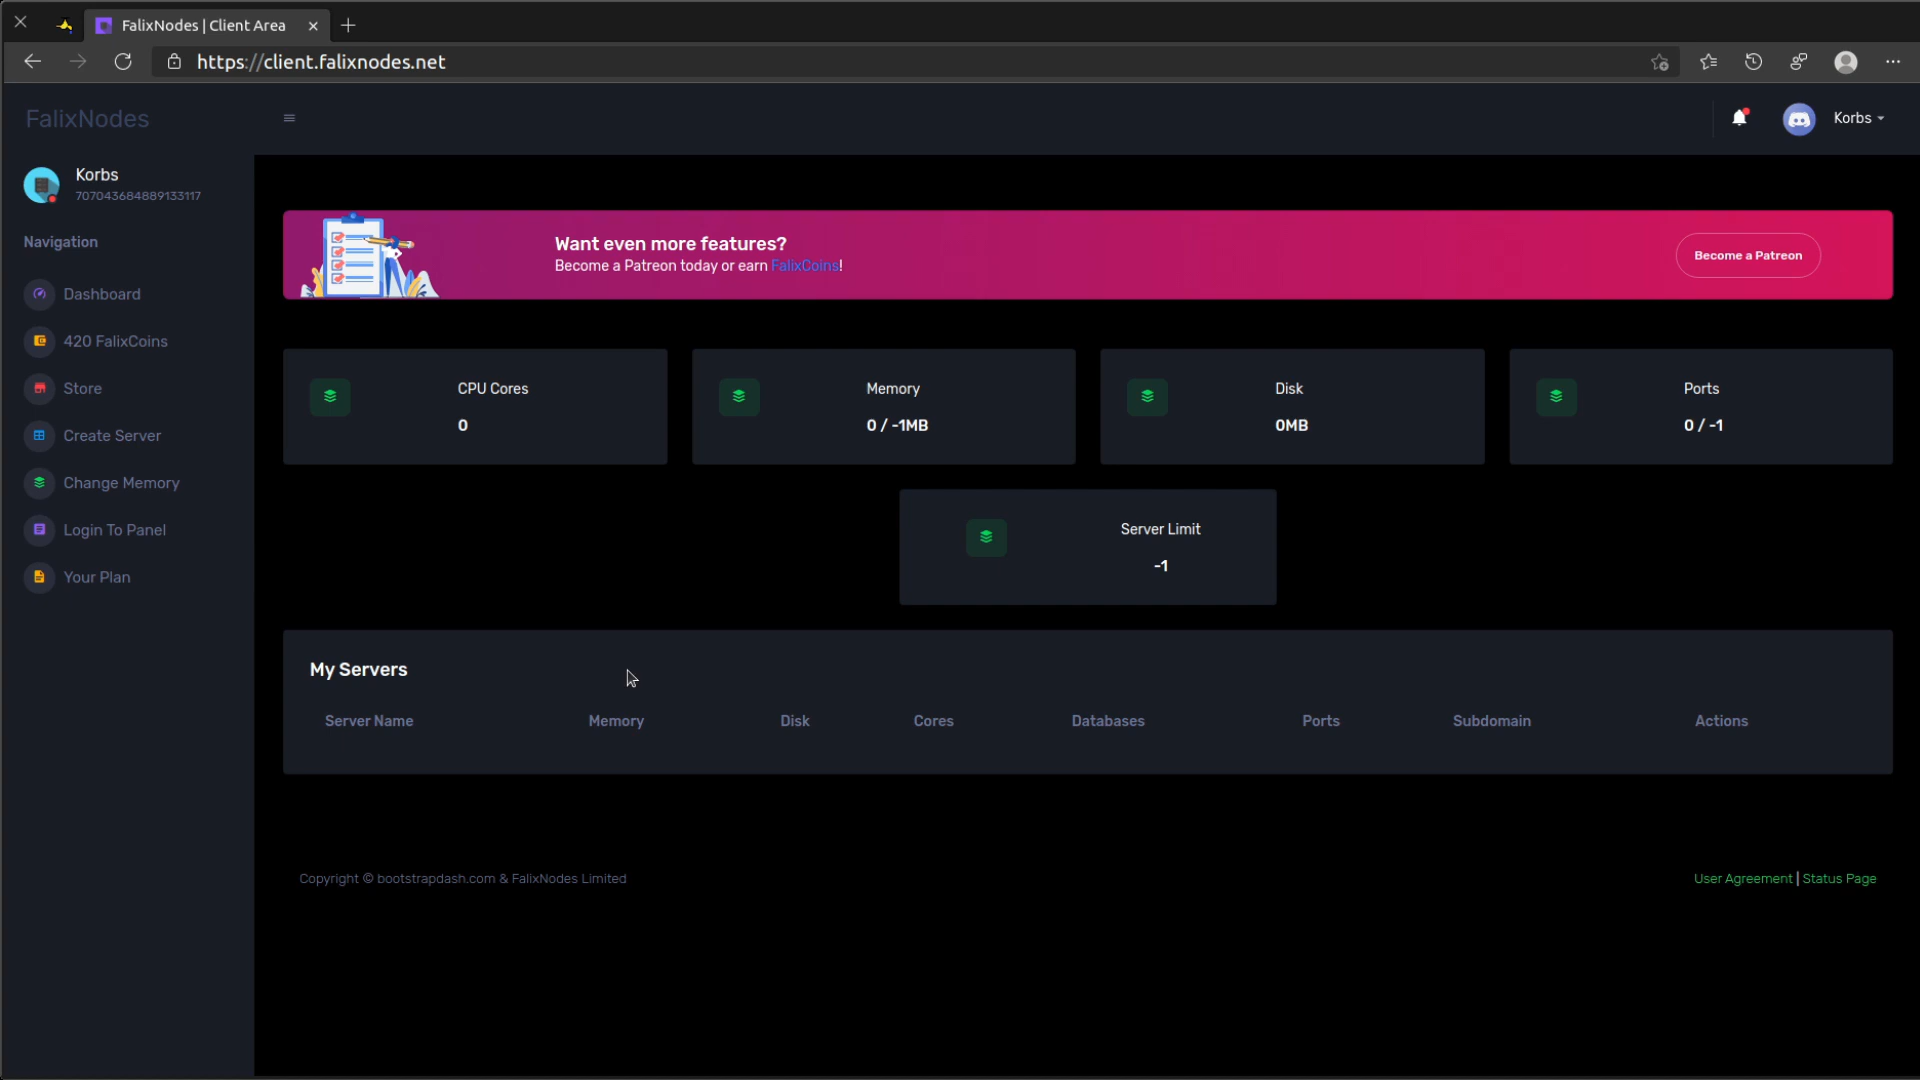 FalixNodes | Client Area
https://client.falixnodes.net
FalixNodes
Korbs
Korbs
707043684889133117
Navigation
Dashboard
420 FalixCoins
Store
Create Server
Change Memory
Login To Panel
Your Plan
Want even more features?
Become a Patreon today or earn FalixCoins!
Become a Patreon
CPU Cores
0
Memory
0 / -1MB
Disk
0MB
Ports
0 / -1
Server Limit
-1
My Servers
Server Name Memory Disk Cores Databases Ports Subdomain Actions
Copyright © bootstrapdash.com & FalixNodes Limited
User Agreement | Status Page